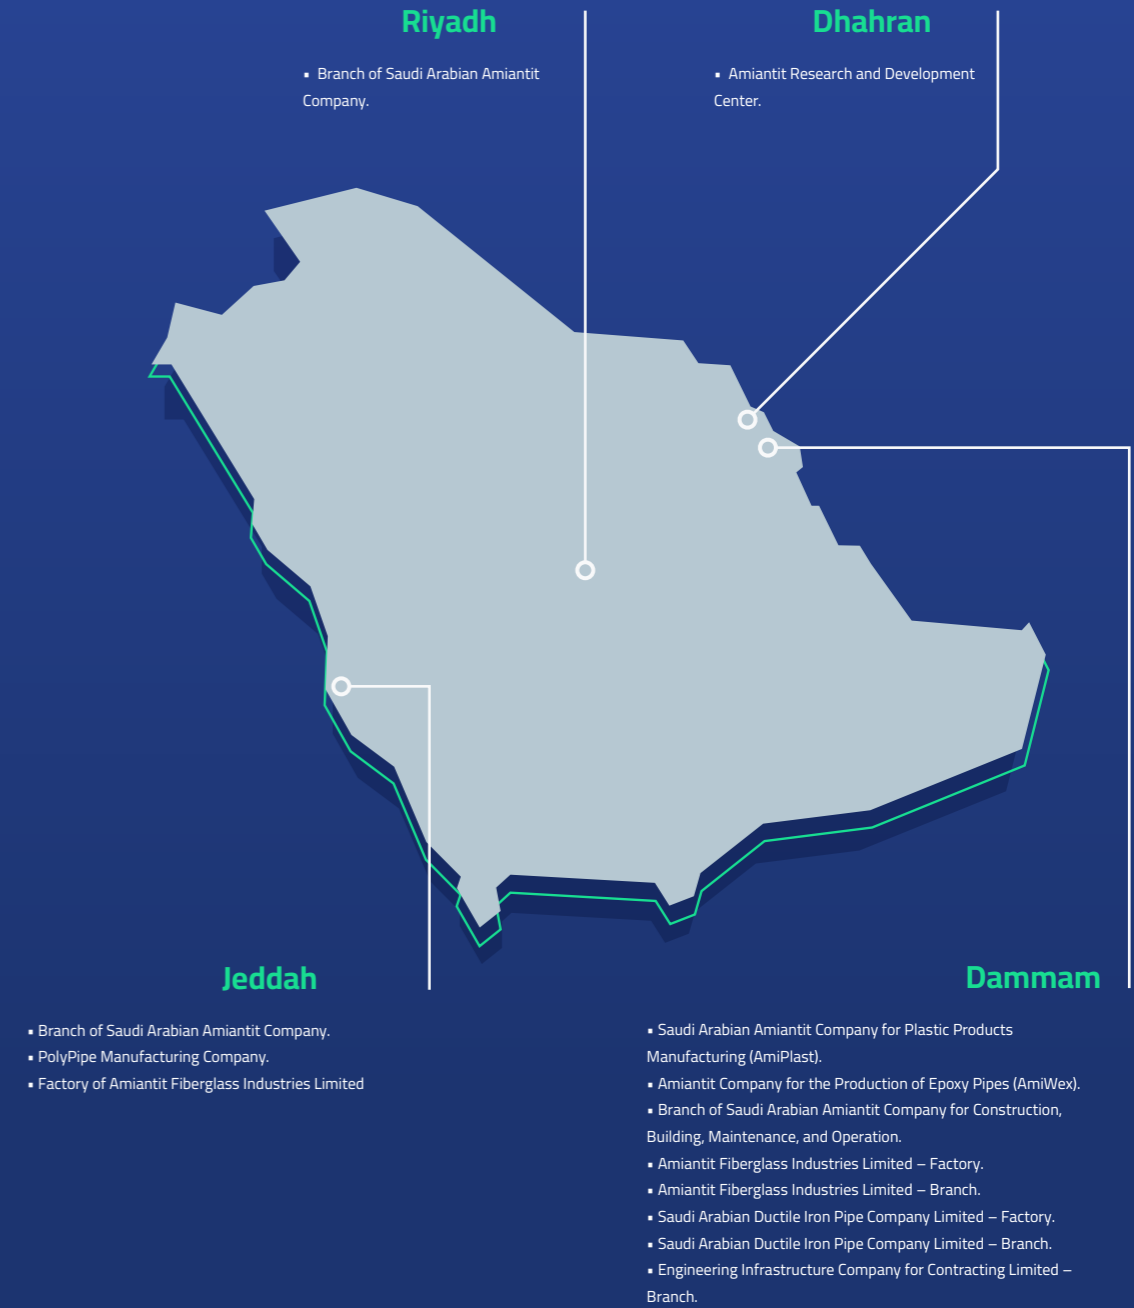 Riyadh
▪ Branch of Saudi Arabian Amiantit
Company.
Dhahran
▪ Amiantit Research and Development
Center.
Jeddah
▪ Branch of Saudi Arabian Amiantit Company.
▪ PolyPipe Manufacturing Company.
▪ Factory of Amiantit Fiberglass Industries Limited
Dammam
▪ Saudi Arabian Amiantit Company for Plastic Products
Manufacturing (AmiPlast).
▪ Amiantit Company for the Production of Epoxy Pipes (AmiWex).
▪ Branch of Saudi Arabian Amiantit Company for Construction,
Building, Maintenance, and Operation.
▪ Amiantit Fiberglass Industries Limited – Factory.
▪ Amiantit Fiberglass Industries Limited – Branch.
▪ Saudi Arabian Ductile Iron Pipe Company Limited – Factory.
▪ Saudi Arabian Ductile Iron Pipe Company Limited – Branch.
▪ Engineering Infrastructure Company for Contracting Limited –
Branch.